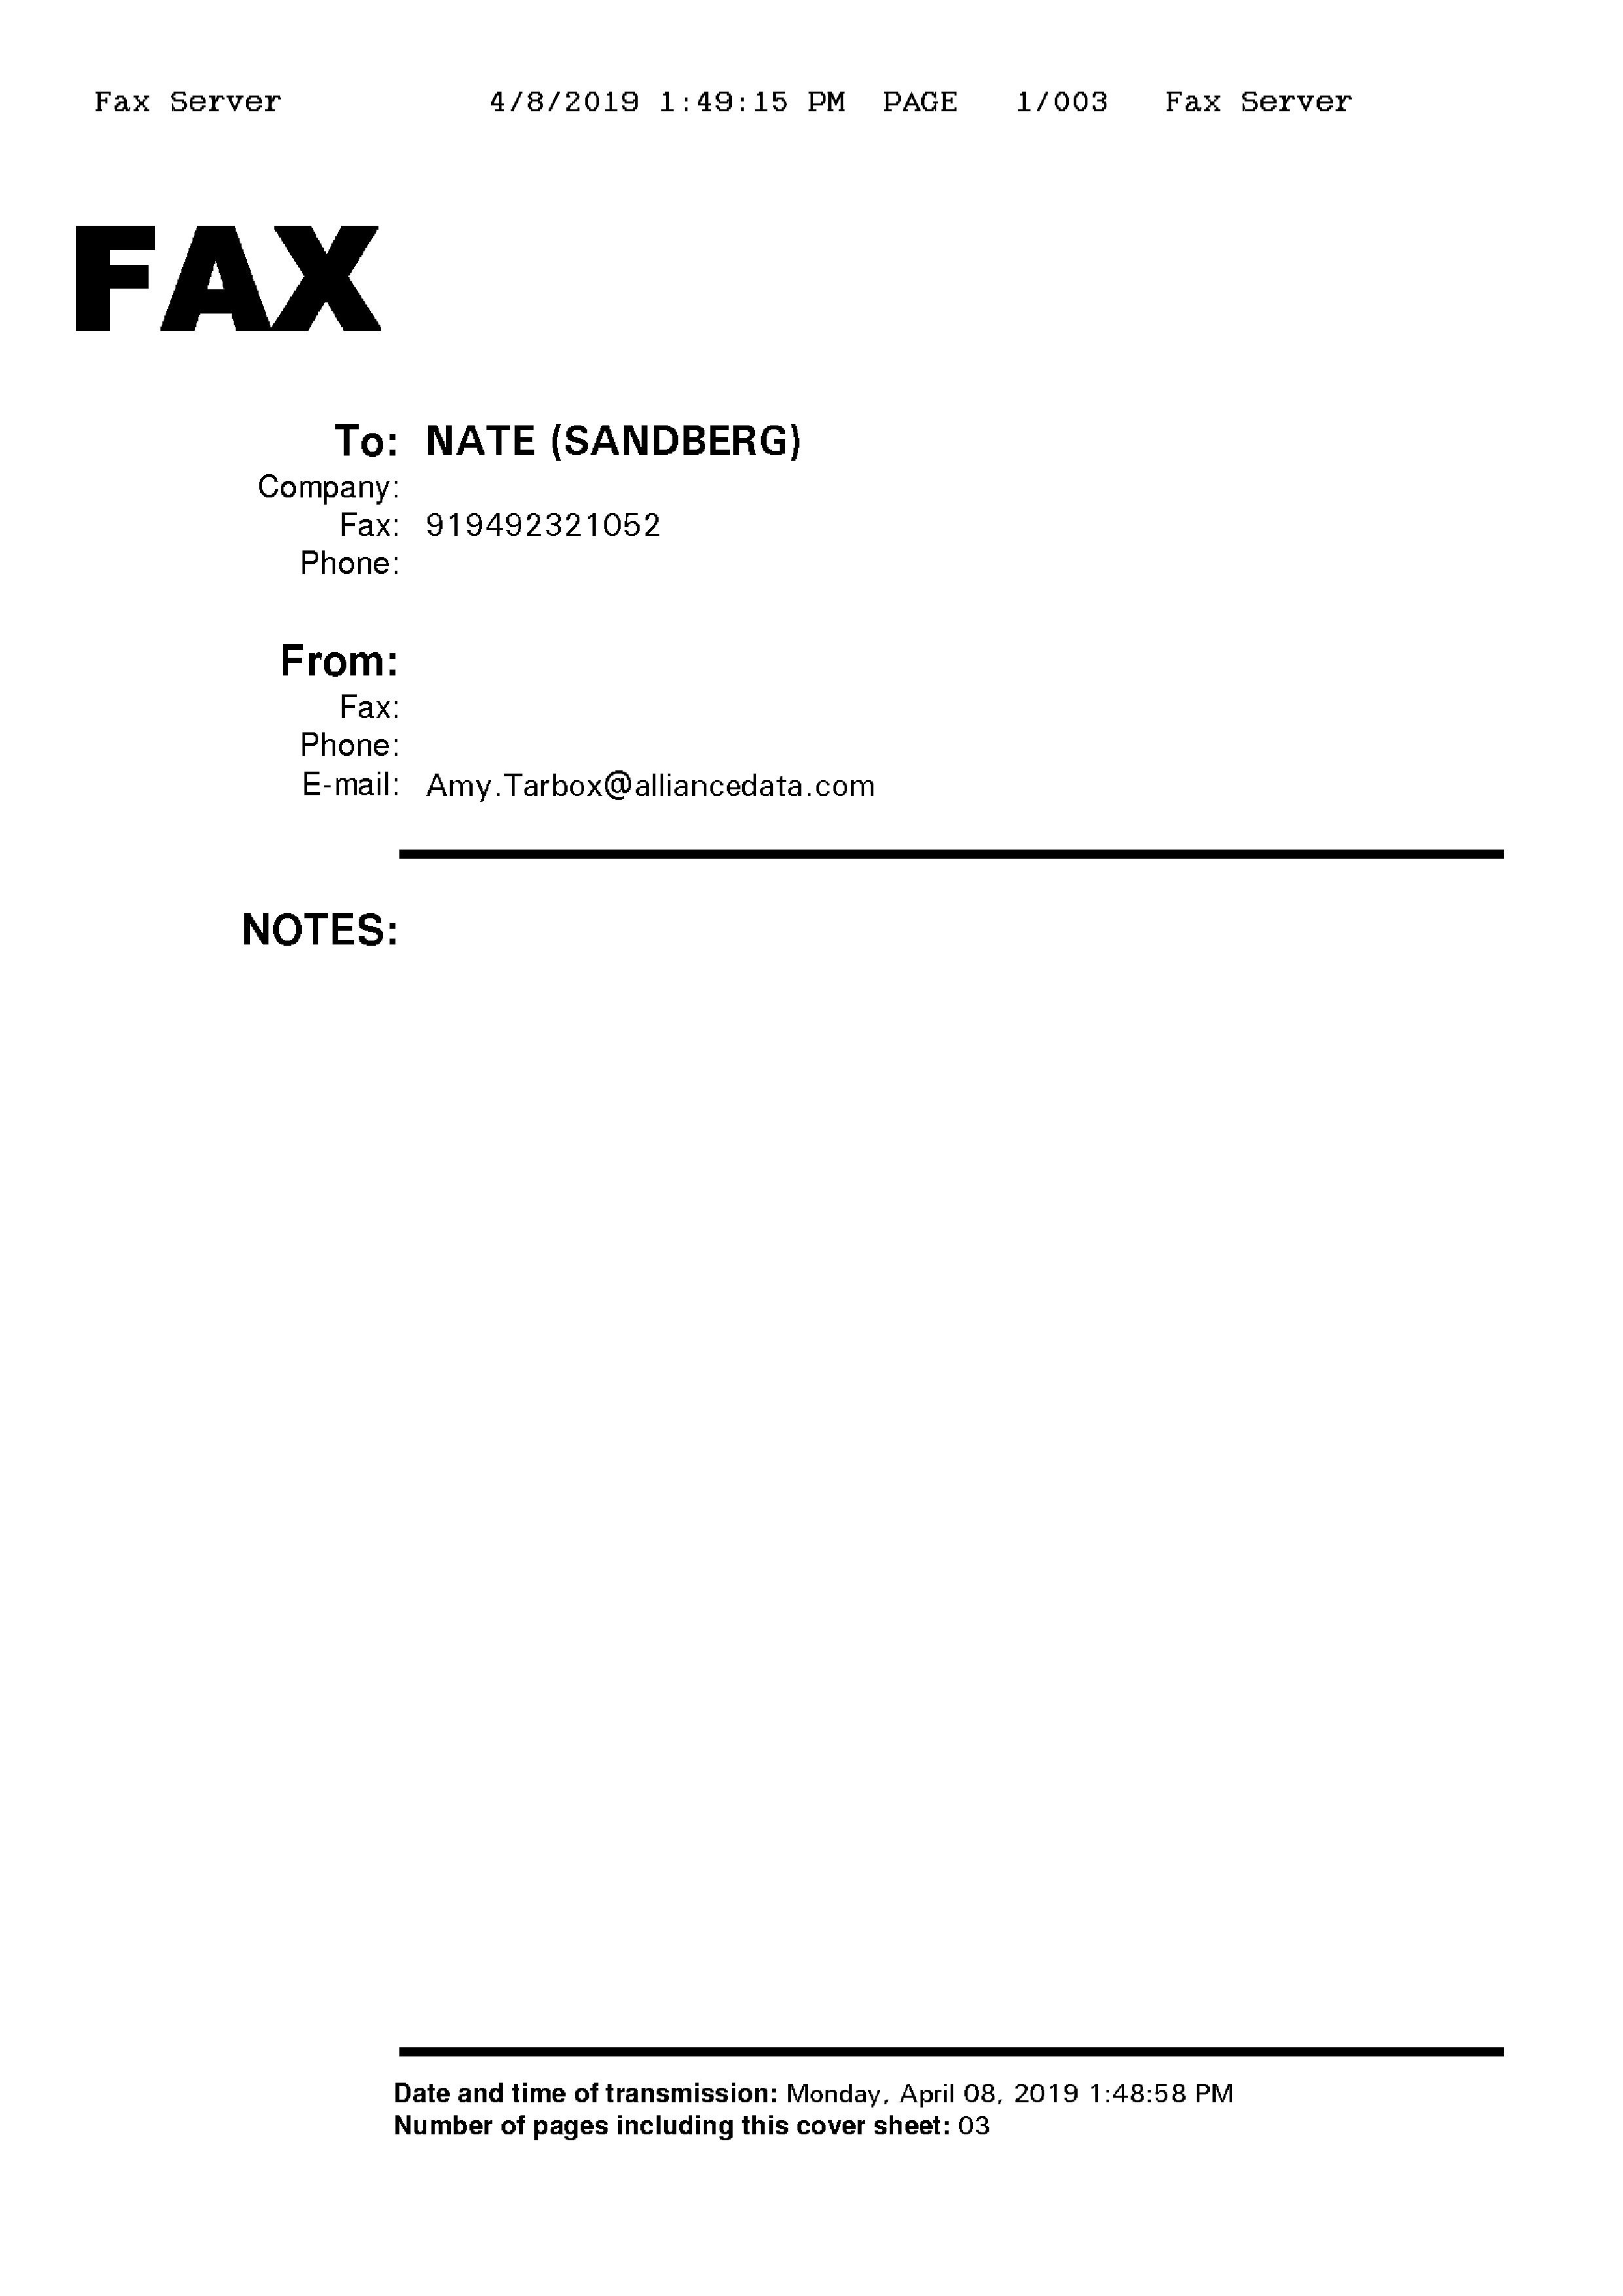 Fax Server 4/8/2019 1:49:15 PM PAGE 1/003 Fax Server
FAX
To: NATE (SANDBERG)
Company:
Fax: 919492321052
Phone:
From:
Fax:
Phone:
E-mail: Amy.Tarbox@alliancedata.com
NOTES:
Date and time of transmission: Monday, April 08, 2019 1:48:58 PM
Number of pages including this cover sheet: 03